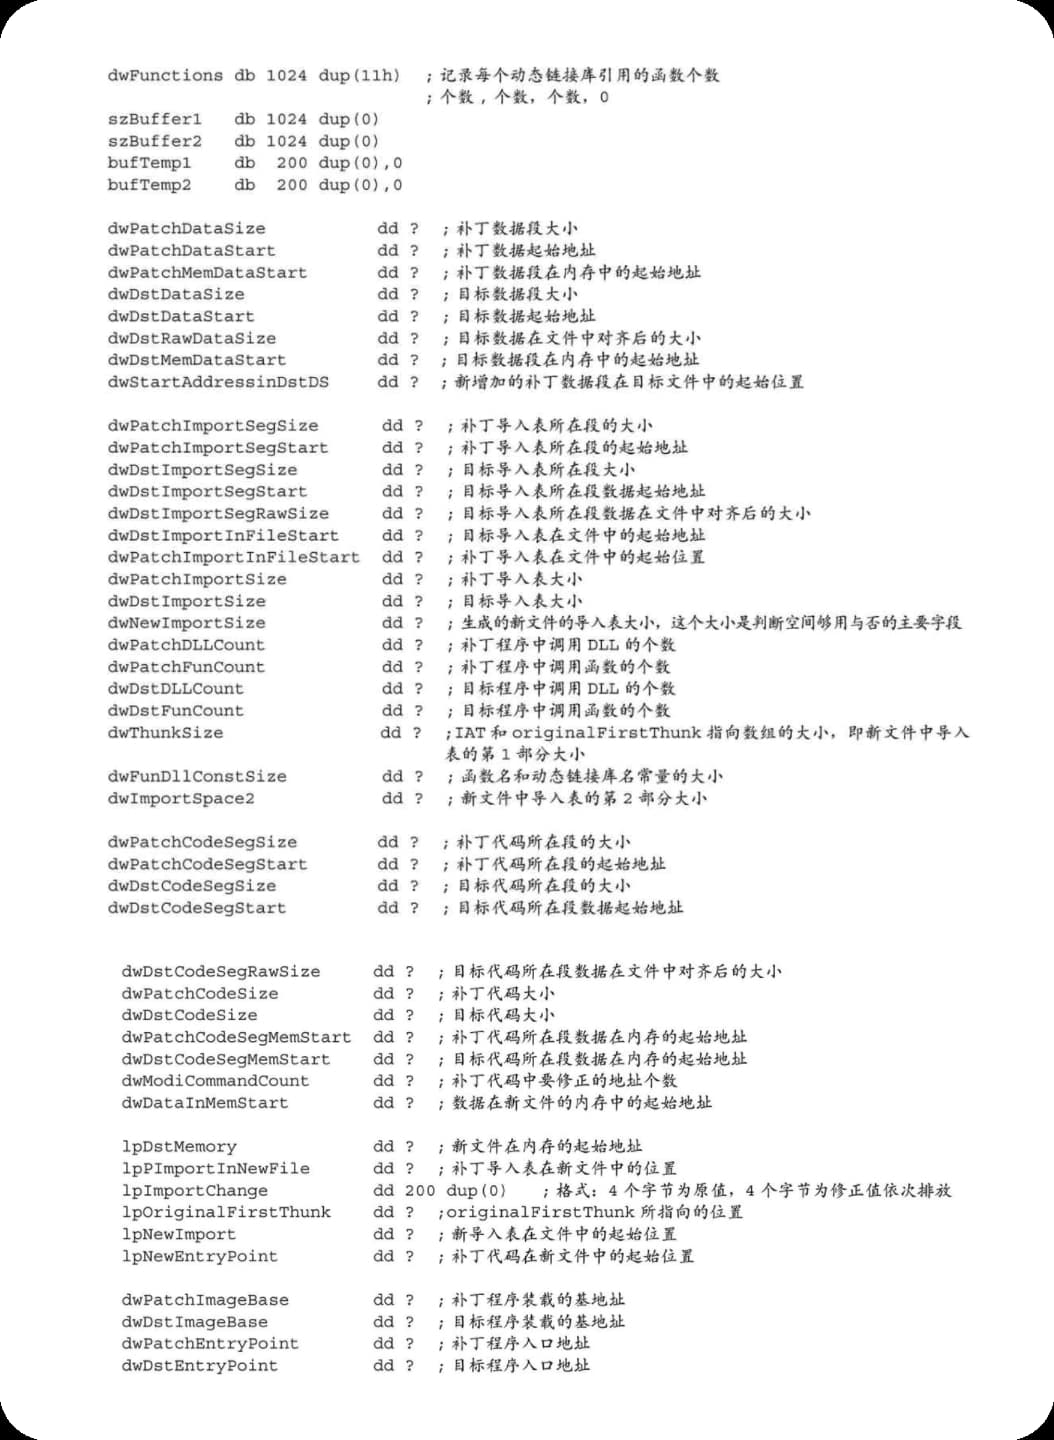 dwFunctions db 1024 dup(11h) ; 记录每个动态链接库引用的函数个数
; 个数, 个数, 个数, 0
szBuffer1 db 1024 dup(0)
szBuffer2 db 1024 dup(0)
bufTemp1 db 200 dup(0),0
bufTemp2 db 200 dup(0),0
dwPatchDataSize dd ? ; 补丁数据段大小
dwPatchDataStart dd ? ; 补丁数据起始地址
dwPatchMemDataStart dd ? ; 补丁数据段在内存中的起始地址
dwDstDataSize dd ? ; 目标数据段大小
dwDstDataStart dd ? ; 目标数据起始地址
dwDstRawDataSize dd ? ; 目标数据在文件中对齐后的大小
dwDstMemDataStart dd ? ; 目标数据段在内存中的起始地址
dwStartAddressinDstDS dd ? ; 新增加的补丁数据段在目标文件中的起始位置
dwPatchImportSegSize dd ? ; 补丁导入表所在段的大小
dwPatchImportSegStart dd ? ; 补丁导入表所在段的起始地址
dwDstImportSegSize dd ? ; 目标导入表所在段大小
dwDstImportSegStart dd ? ; 目标导入表所在段数据起始地址
dwDstImportSegRawSize dd ? ; 目标导入表所在段数据在文件中对齐后的大小
dwDstImportInFileStart dd ? ; 目标导入表在文件中的起始地址
dwPatchImportInFileStart dd ? ; 补丁导入表在文件中的起始位置
dwPatchImportSize dd ? ; 补丁导入表大小
dwDstImportSize dd ? ; 目标导入表大小
dwNewImportSize dd ? ; 生成的新文件的导入表大小，这个大小是判断空间够用与否的主要字段
dwPatchDLLCount dd ? ; 补丁程序中调用 DLL 的个数
dwPatchFunCount dd ? ; 补丁程序中调用函数的个数
dwDstDLLCount dd ? ; 目标程序中调用 DLL 的个数
dwDstFunCount dd ? ; 目标程序中调用函数的个数
dwThunkSize dd ? ;IAT 和 originalFirstThunk 指向数组的大小，即新文件中导入
表的第 1 部分大小
dwFunDllConstSize dd ? ; 函数名和动态链接库名常量的大小
dwImportSpace2 dd ? ; 新文件中导入表的第 2 部分大小
dwPatchCodeSegSize dd ? ; 补丁代码所在段的大小
dwPatchCodeSegStart dd ? ; 补丁代码所在段的起始地址
dwDstCodeSegSize dd ? ; 目标代码所在段的大小
dwDstCodeSegStart dd ? ; 目标代码所在段数据起始地址
dwDstCodeSegRawSize dd ? ; 目标代码所在段数据在文件中对齐后的大小
dwPatchCodeSize dd ? ; 补丁代码大小
dwDstCodeSize dd ? ; 目标代码大小
dwPatchCodeSegMemStart dd ? ; 补丁代码所在段数据在内存的起始地址
dwDstCodeSegMemStart dd ? ; 目标代码所在段数据在内存的起始地址
dwModiCommandCount dd ? ; 补丁代码中要修正的地址个数
dwDataInMemStart dd ? ; 数据在新文件的内存中的起始地址
lpDstMemory dd ? ; 新文件在内存的起始地址
lpPImportInNewFile dd ? ; 补丁导入表在新文件中的位置
lpImportChange dd 200 dup(0) ; 格式：4 个字节为原值，4 个字节为修正值依次排放
lpOriginalFirstThunk dd ? ;originalFirstThunk 所指向的位置
lpNewImport dd ? ; 新导入表在文件中的起始位置
lpNewEntryPoint dd ? ; 补丁代码在新文件中的起始位置
dwPatchImageBase dd ? ; 补丁程序装载的基地址
dwDstImageBase dd ? ; 目标程序装载的基地址
dwPatchEntryPoint dd ? ; 补丁程序入口地址
dwDstEntryPoint dd ? ; 目标程序入口地址